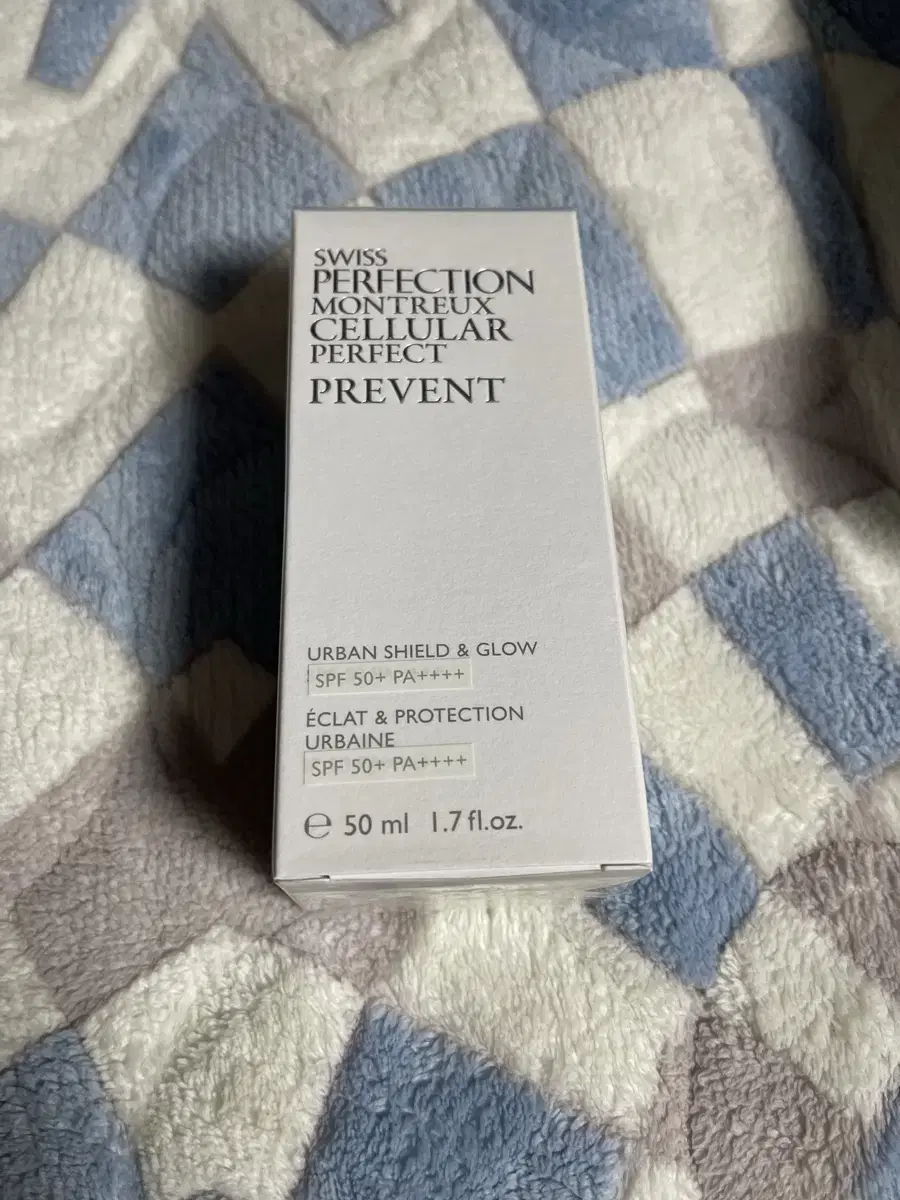 SWISS
PERFECTION
MONTREUX
CELLULAR
PERFECT
PREVENT
URBAN SHIELD & GLOW
SPF 50+ PA++++
ÉCLAT & PROTECTION
URBAINE
SPF 50+ PA++++
℮ 50 ml 1.7 fl.oz.